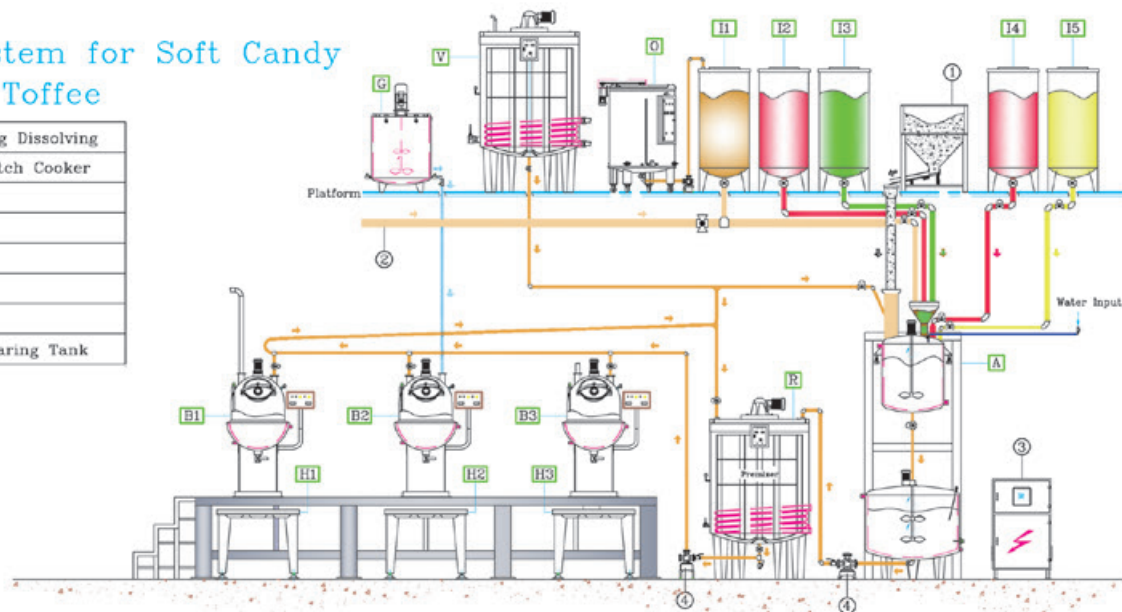 stem for Soft Candy
Toffee
g Dissolving
tch Cooker
aring Tank
V
G
O
I1
I2
I3
I4
I5
①
Platform
②
Water Input
A
R
B1
B2
B3
Premixer
③
H1
H2
H3
④
④